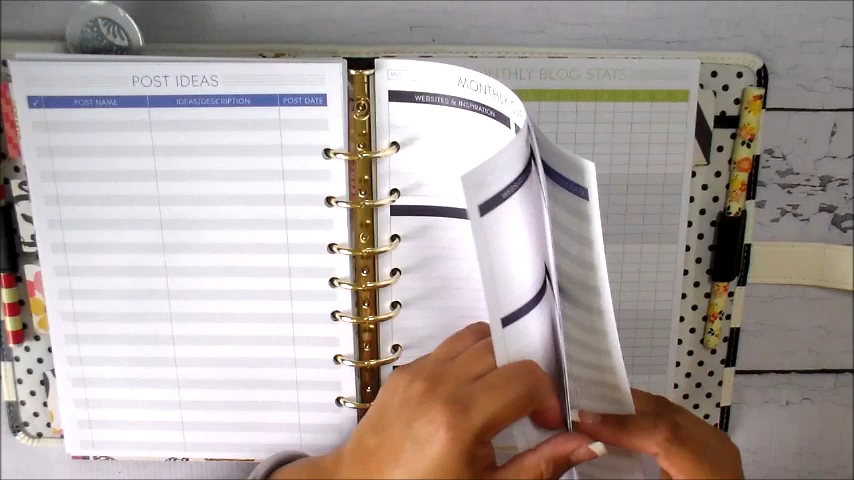 POST IDEAS
✓ POST NAME IDEAS/DESCRIPTION POST DATE
MONTHLY
WEBSITES & INSPIRATION
MONTHLY BLOG STATS